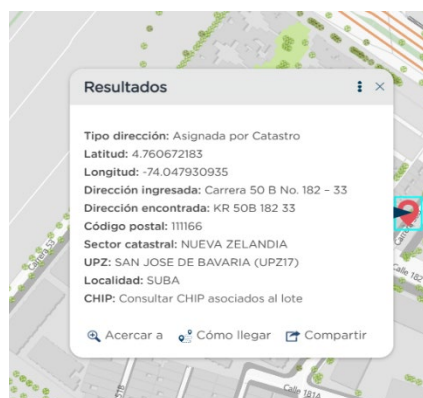 Resultados
Tipo dirección: Asignada por Catastro
Latitud: 4.760672183
Longitud: -74.047930935
Dirección ingresada: Carrera 50 B No. 182 – 33
Dirección encontrada: KR 50B 182 33
Código postal: 111166
Sector catastral: NUEVA ZELANDIA
UPZ: SAN JOSE DE BAVARIA (UPZ17)
Localidad: SUBA
CHIP: Consultar CHIP asociados al lote
Acercar a Cómo llegar Compartir
Carrera 53
Calle 182
Calle 181A